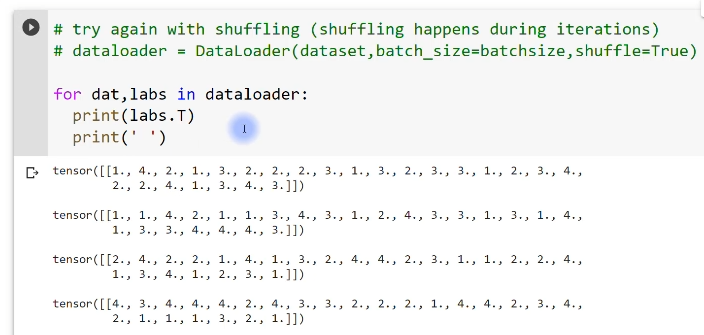 # try again with shuffling (shuffling happens during iterations)
# dataloader = DataLoader(dataset,batch_size=batchsize,shuffle=True)
for dat,labs in dataloader:
print(labs.T)
print(' ')
tensor([[1., 4., 2., 1., 3., 2., 2., 2., 3., 1., 3., 2., 3., 3., 1., 2., 3., 4.,
2., 2., 4., 1., 3., 4., 3.]])
tensor([[1., 1., 4., 2., 1., 1., 3., 4., 3., 1., 2., 4., 3., 3., 1., 3., 1., 4.,
1., 3., 3., 4., 4., 4., 3.]])
tensor([[2., 4., 2., 2., 1., 4., 1., 3., 2., 4., 4., 2., 3., 1., 1., 2., 2., 4.,
1., 3., 4., 1., 2., 3., 1.]])
tensor([[4., 3., 4., 4., 4., 2., 4., 3., 3., 2., 2., 2., 1., 4., 4., 2., 3., 4.,
2., 1., 1., 1., 3., 2., 1.]])